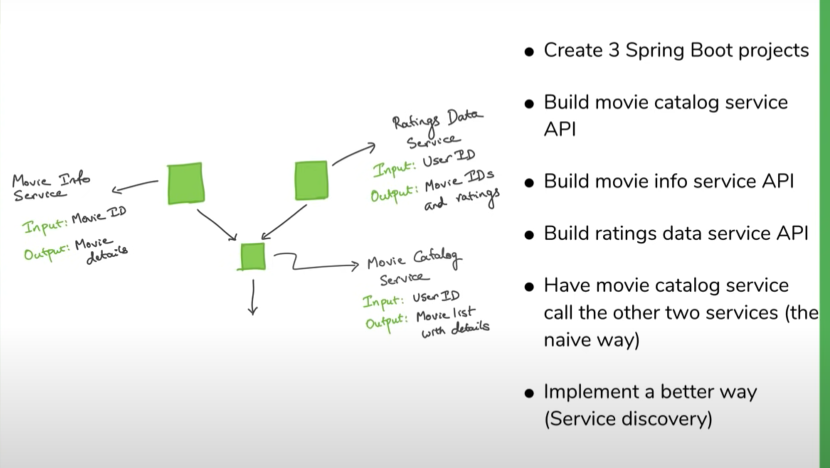 Movie Info
Service
Input: Movie ID
Output: Movie
details
Ratings Data
Service
Input: User ID
Output: Movie IDs
and ratings
Movie Catalog
Service
Input: User ID
Output: Movie list
with details
● Create 3 Spring Boot projects
● Build movie catalog service
API
● Build movie info service API
● Build ratings data service API
● Have movie catalog service
call the other two services (the
naive way)
● Implement a better way
(Service discovery)